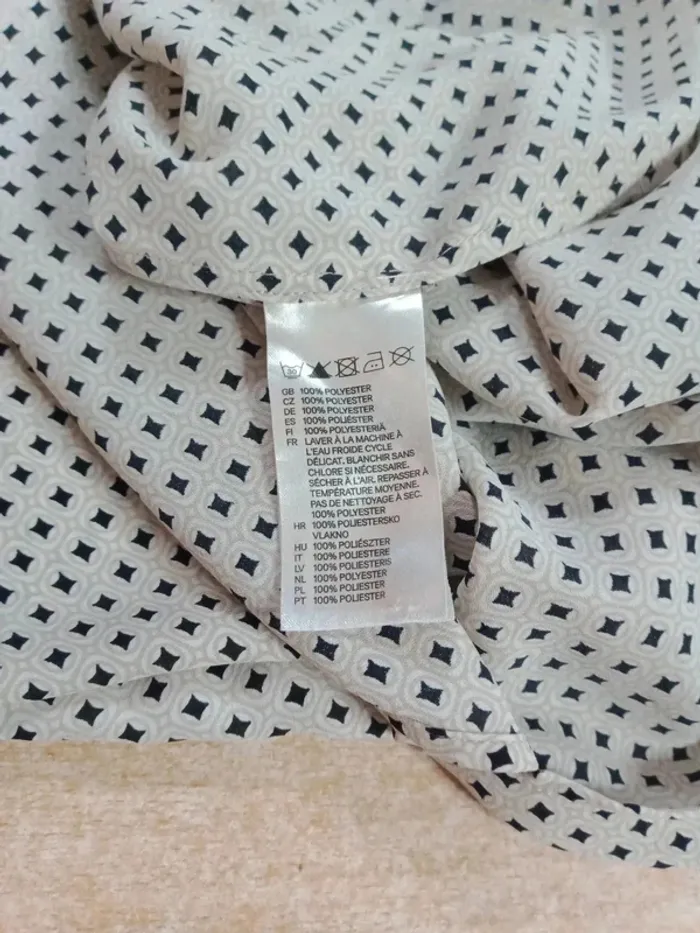 30
GB 100% POLYESTER
CZ 100% POLYESTER
DE 100% POLYESTER
ES 100% POLIÉSTER
FI 100% POLYESTERIÄ
FR LAVER À LA MACHINE À
L'EAU FROIDE CYCLE
DÉLICAT. BLANCHIR SANS
CHLORE SI NÉCESSAIRE.
SÉCHER À L'AIR. REPASSER À
TEMPÉRATURE MOYENNE.
PAS DE NETTOYAGE À SEC.
100% POLYESTER
HR 100% POLIESTERSKO
VLAKNO
HU 100% POLIÉSZTER
IT 100% POLIESTERE
LV 100% POLIESTERIS
NL 100% POLYESTER
PL 100% POLIESTER
PT 100% POLIÉSTER